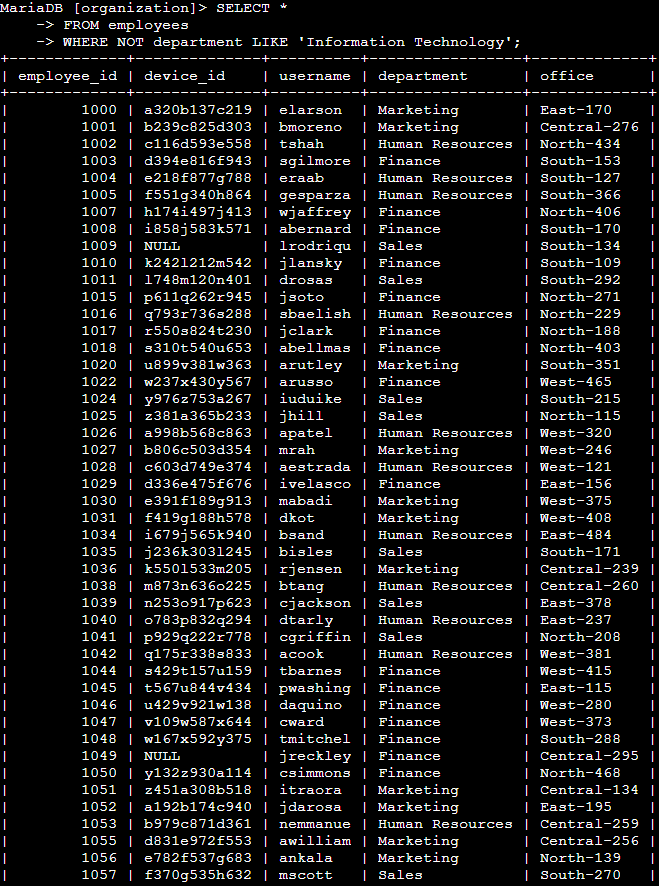 MariaDB [organization]> SELECT *
    -> FROM employees
    -> WHERE NOT department LIKE 'Information Technology';
+-------------+--------------+----------+-----------------+-------------+
| employee_id | device_id    | username | department      | office      |
+-------------+--------------+----------+-----------------+-------------+
|        1000 | a320b137c219 | elarson  | Marketing       | East-170    |
|        1001 | b239c825d303 | bmoreno  | Marketing       | Central-276 |
|        1002 | c116d593e558 | tshah    | Human Resources | North-434   |
|        1003 | d394e816f943 | sgilmore | Finance         | South-153   |
|        1004 | e218f877g788 | eraab    | Human Resources | South-127   |
|        1005 | f551g340h864 | gesparza | Human Resources | South-366   |
|        1007 | h174i497j413 | wjaffrey | Finance         | North-406   |
|        1008 | i858j583k571 | abernard | Finance         | South-170   |
|        1009 | NULL         | lrodriqu | Sales           | South-134   |
|        1010 | k242l212m542 | jlansky  | Finance         | South-109   |
|        1011 | l748m120n401 | drosas   | Sales           | South-292   |
|        1015 | p611q262r945 | jsoto    | Finance         | North-271   |
|        1016 | q793r736s288 | sbaelish | Human Resources | North-229   |
|        1017 | r550s824t230 | jclark   | Finance         | North-188   |
|        1018 | s310t540u653 | abellmas | Finance         | North-403   |
|        1020 | u899v381w363 | arutley  | Marketing       | South-351   |
|        1022 | w237x430y567 | arusso   | Finance         | West-465    |
|        1024 | y976z753a267 | iuduike  | Sales           | South-215   |
|        1025 | z381a365b233 | jhill    | Sales           | North-115   |
|        1026 | a998b568c863 | apatel   | Human Resources | West-320    |
|        1027 | b806c503d354 | mrah     | Marketing       | West-246    |
|        1028 | c603d749e374 | aestrada | Human Resources | West-121    |
|        1029 | d336e475f676 | ivelasco | Finance         | East-156    |
|        1030 | e391f189g913 | mabadi   | Marketing       | West-375    |
|        1031 | f419g188h578 | dkot     | Marketing       | West-408    |
|        1034 | i679j565k940 | bsand    | Human Resources | East-484    |
|        1035 | j236k303l245 | bisles   | Sales           | South-171   |
|        1036 | k550l533m205 | rjensen  | Marketing       | Central-239 |
|        1038 | m873n636o225 | btang    | Human Resources | Central-260 |
|        1039 | n253o917p623 | cjackson | Sales           | East-378    |
|        1040 | o783p832q294 | dtarly   | Human Resources | East-237    |
|        1041 | p929q222r778 | cgriffin | Sales           | North-208   |
|        1042 | q175r338s833 | acook    | Human Resources | West-381    |
|        1044 | s429t157u159 | tbarnes  | Finance         | West-415    |
|        1045 | t567u844v434 | pwashing | Finance         | East-115    |
|        1046 | u429v921w138 | daquino  | Finance         | West-280    |
|        1047 | v109w587x644 | cward    | Finance         | West-373    |
|        1048 | w167x592y375 | tmitchel | Finance         | South-288   |
|        1049 | NULL         | jreckley | Finance         | Central-295 |
|        1050 | y132z930a114 | csimmons | Finance         | North-468   |
|        1051 | z451a308b518 | itraora  | Marketing       | Central-134 |
|        1052 | a192b174c940 | jdarosa  | Marketing       | East-195    |
|        1053 | b979c871d361 | nemmanue | Human Resources | Central-259 |
|        1055 | d831e972f553 | awilliam | Marketing       | Central-256 |
|        1056 | e782f537g683 | ankala   | Marketing       | North-139   |
|        1057 | f370g535h632 | mscott   | Sales           | South-270   |